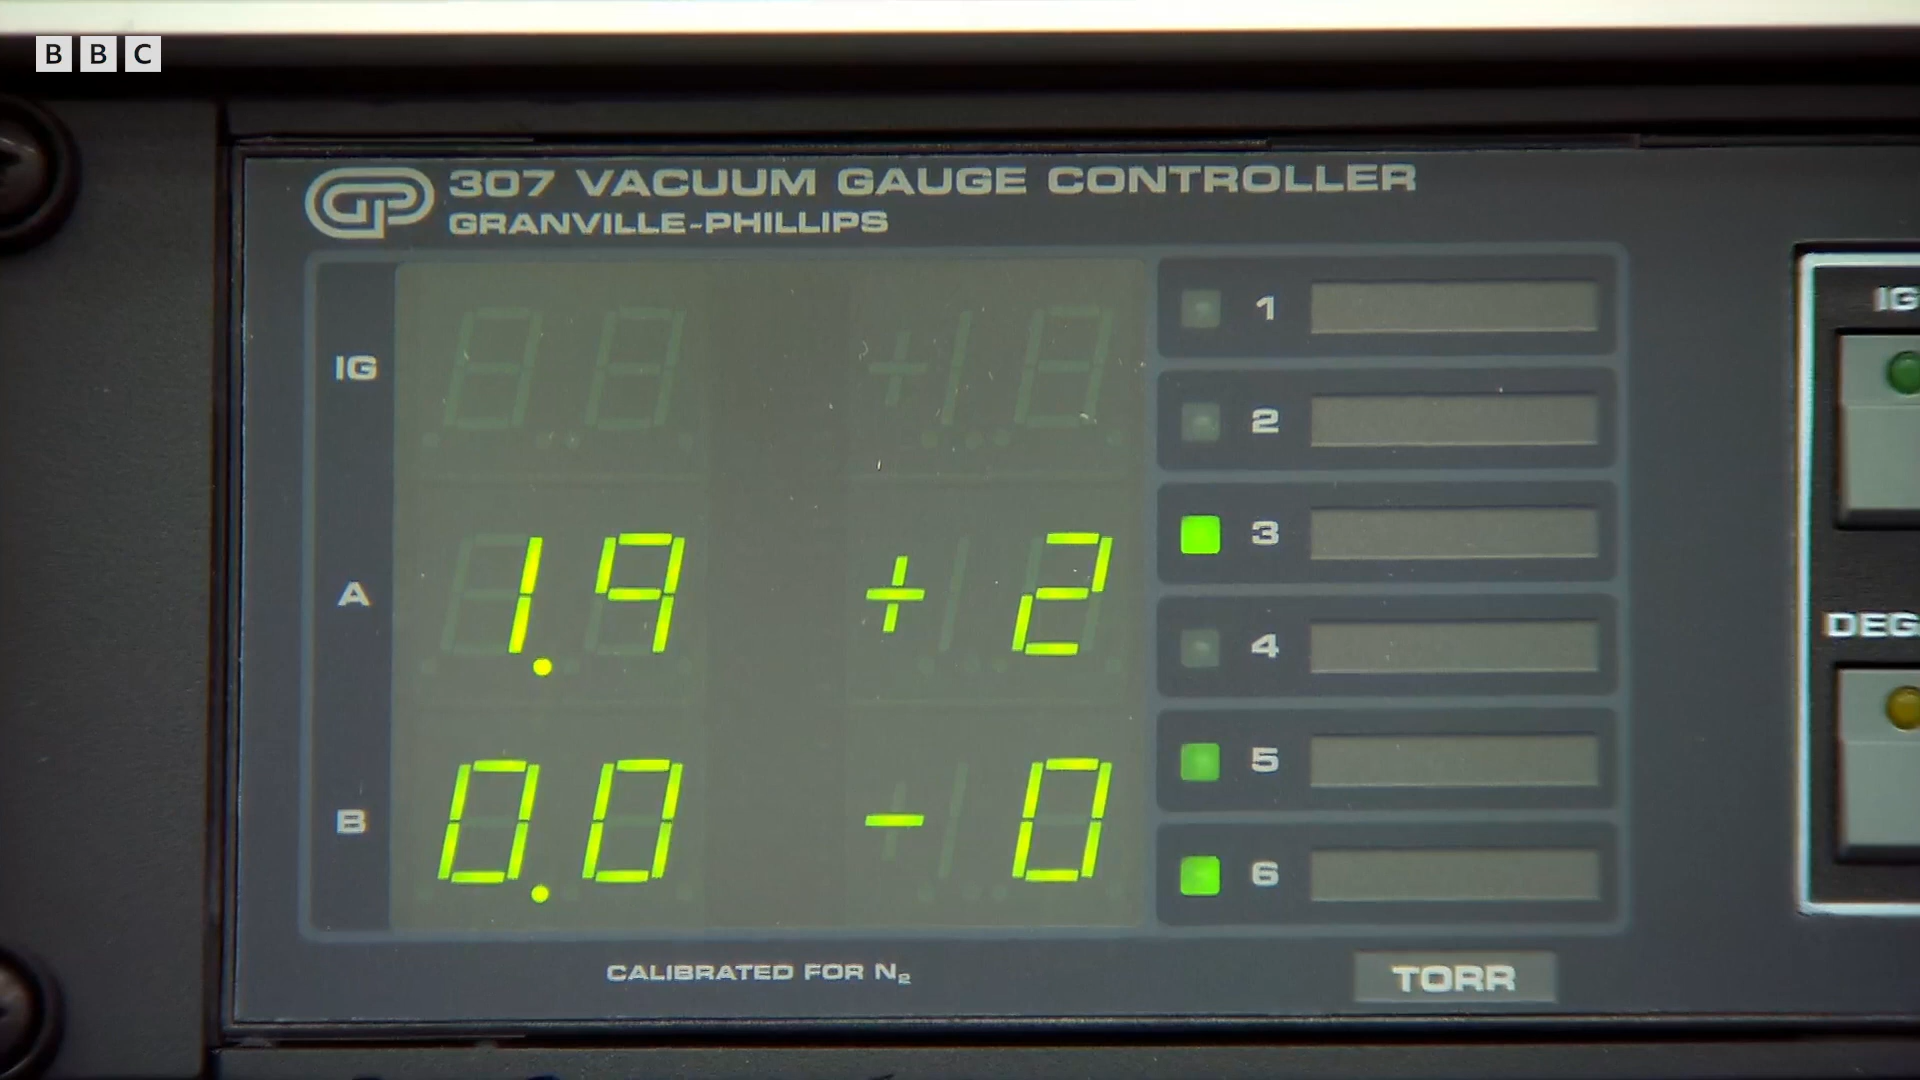 BBC
307 VACUUM GAUGE CONTROLLER
GRANVILLE-PHILLIPS
IG
A 1.9 + 2
B 0.0 - 0
1
2
3
4
5
6
CALIBRATED FOR N₂
TORR
IG
DEG